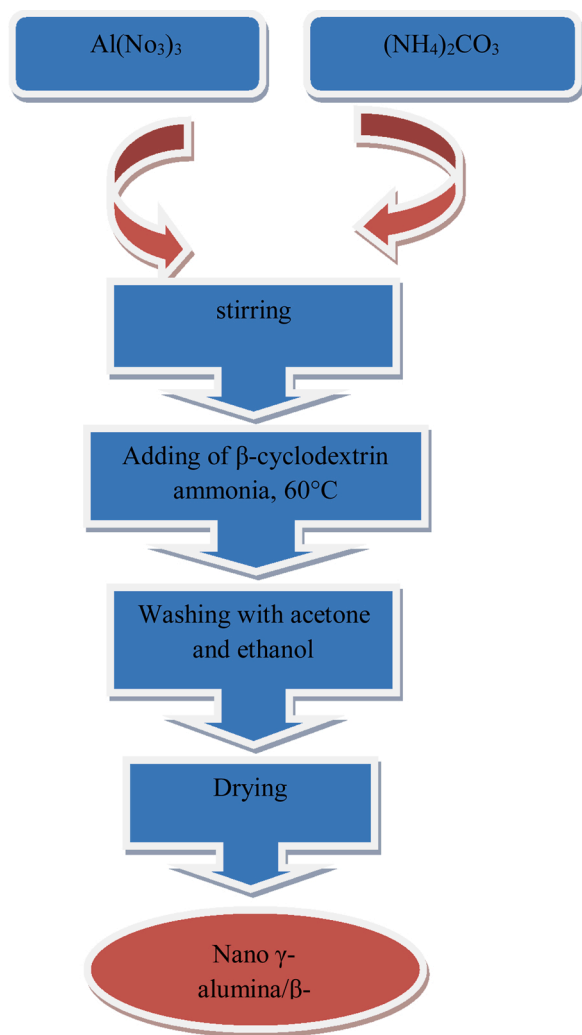 Al(No₃)₃
(NH₄)₂CO₃
stirring
Adding of β-cyclodextrin
ammonia, 60°C
Washing with acetone
and ethanol
Drying
Nano γ-
alumina/β-